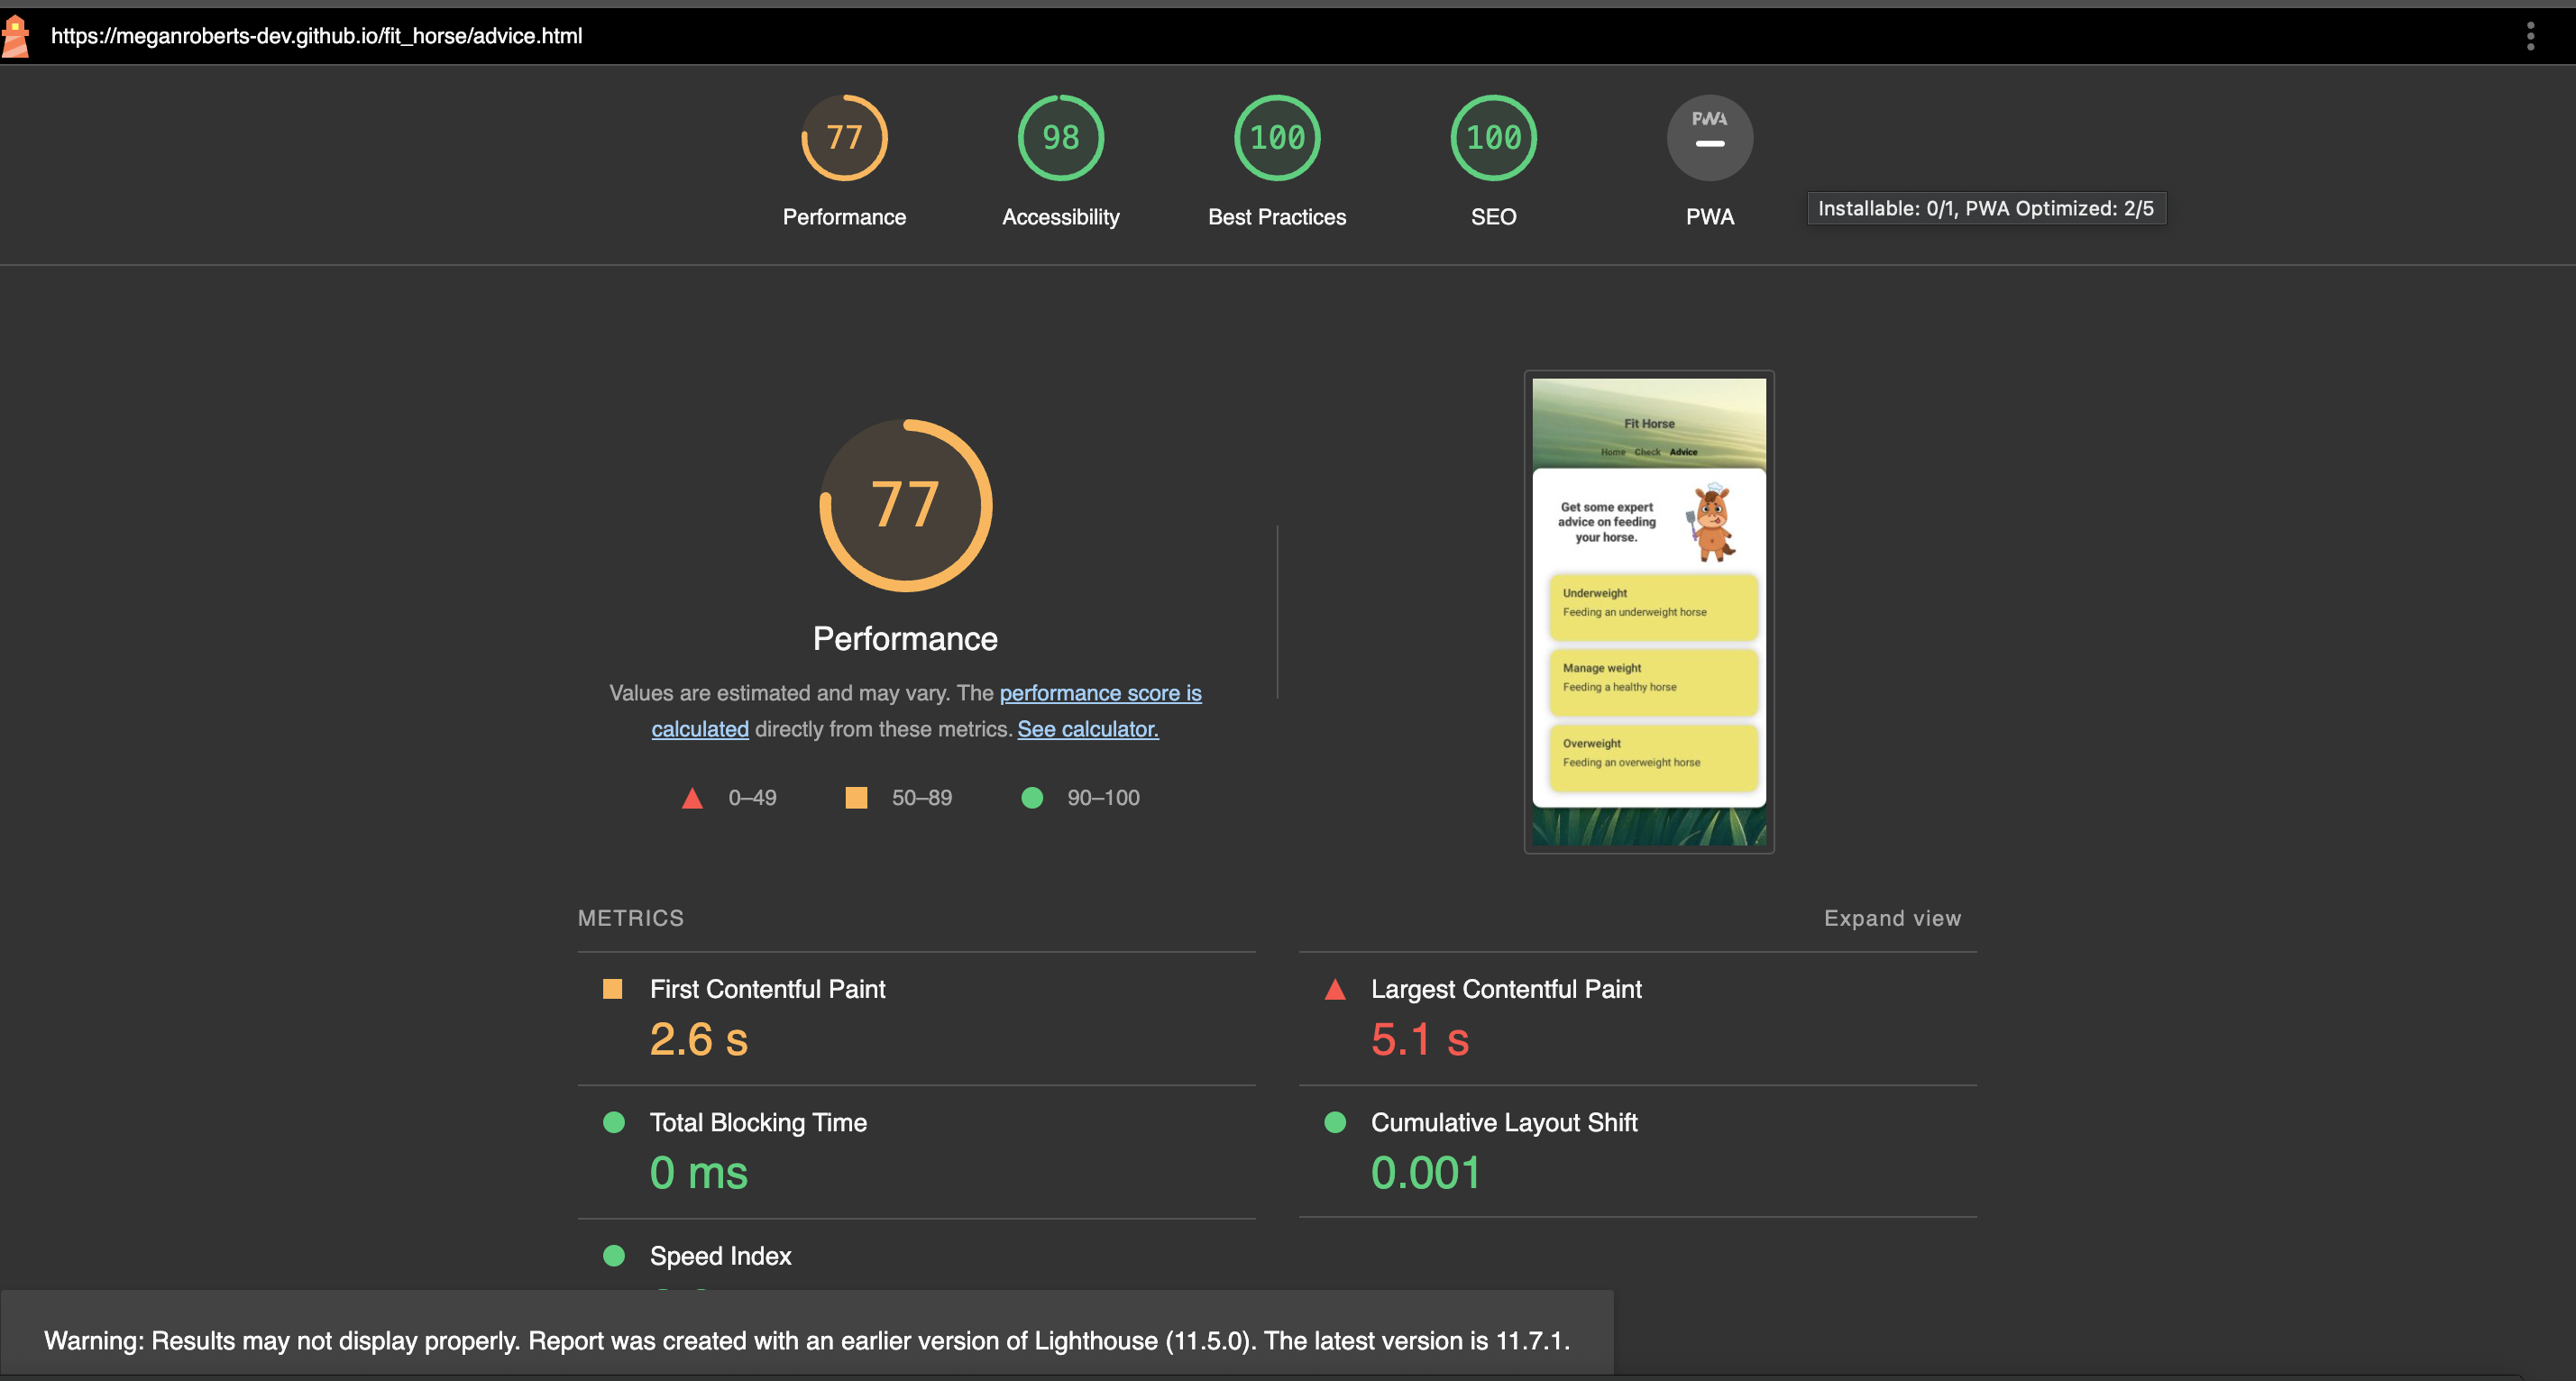 https://meganroberts-dev.github.io/fit_horse/advice.html
77
98
100
100
PWA
Performance
Accessibility
Best Practices
SEO
PWA
Installable: 0/1, PWA Optimized: 2/5
77
Performance
Values are estimated and may vary. The performance score is
calculated directly from these metrics. See calculator.
0–49
50–89
90–100
Fit Horse
Home Check Advice
Get some expert
advice on feeding
your horse.
Underweight
Feeding an underweight horse
Manage weight
Feeding a healthy horse
Overweight
Feeding an overweight horse
METRICS
Expand view
First Contentful Paint
2.6 s
Largest Contentful Paint
5.1 s
Total Blocking Time
0 ms
Cumulative Layout Shift
0.001
Speed Index
Warning: Results may not display properly. Report was created with an earlier version of Lighthouse (11.5.0). The latest version is 11.7.1.